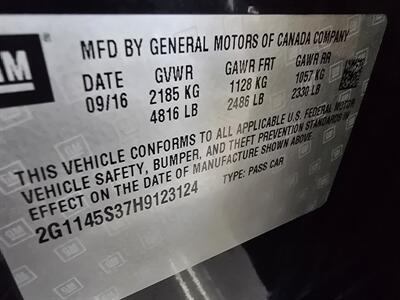 GM
MFD BY GENERAL MOTORS OF CANADA COMPANY
DATE GVWR GAWR FRT GAWR RR
09/16 2185 KG 1128 KG 1057 KG
4816 LB 2486 LB 2330 LB
THIS VEHICLE CONFORMS TO ALL APPLICABLE U.S. FEDERAL MOTOR
VEHICLE SAFETY, BUMPER, AND THEFT PREVENTION STANDARDS IN
EFFECT ON THE DATE OF MANUFACTURE SHOWN ABOVE.
2G1145S37H9123124 TYPE: PASS CAR